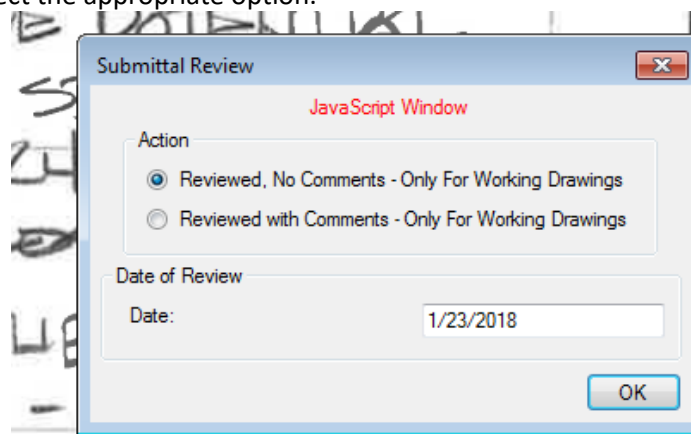 ect the appropriate option.
Submittal Review
JavaScript Window
Action
Reviewed, No Comments - Only For Working Drawings
Reviewed with Comments - Only For Working Drawings
Date of Review
Date:
1/23/2018
OK